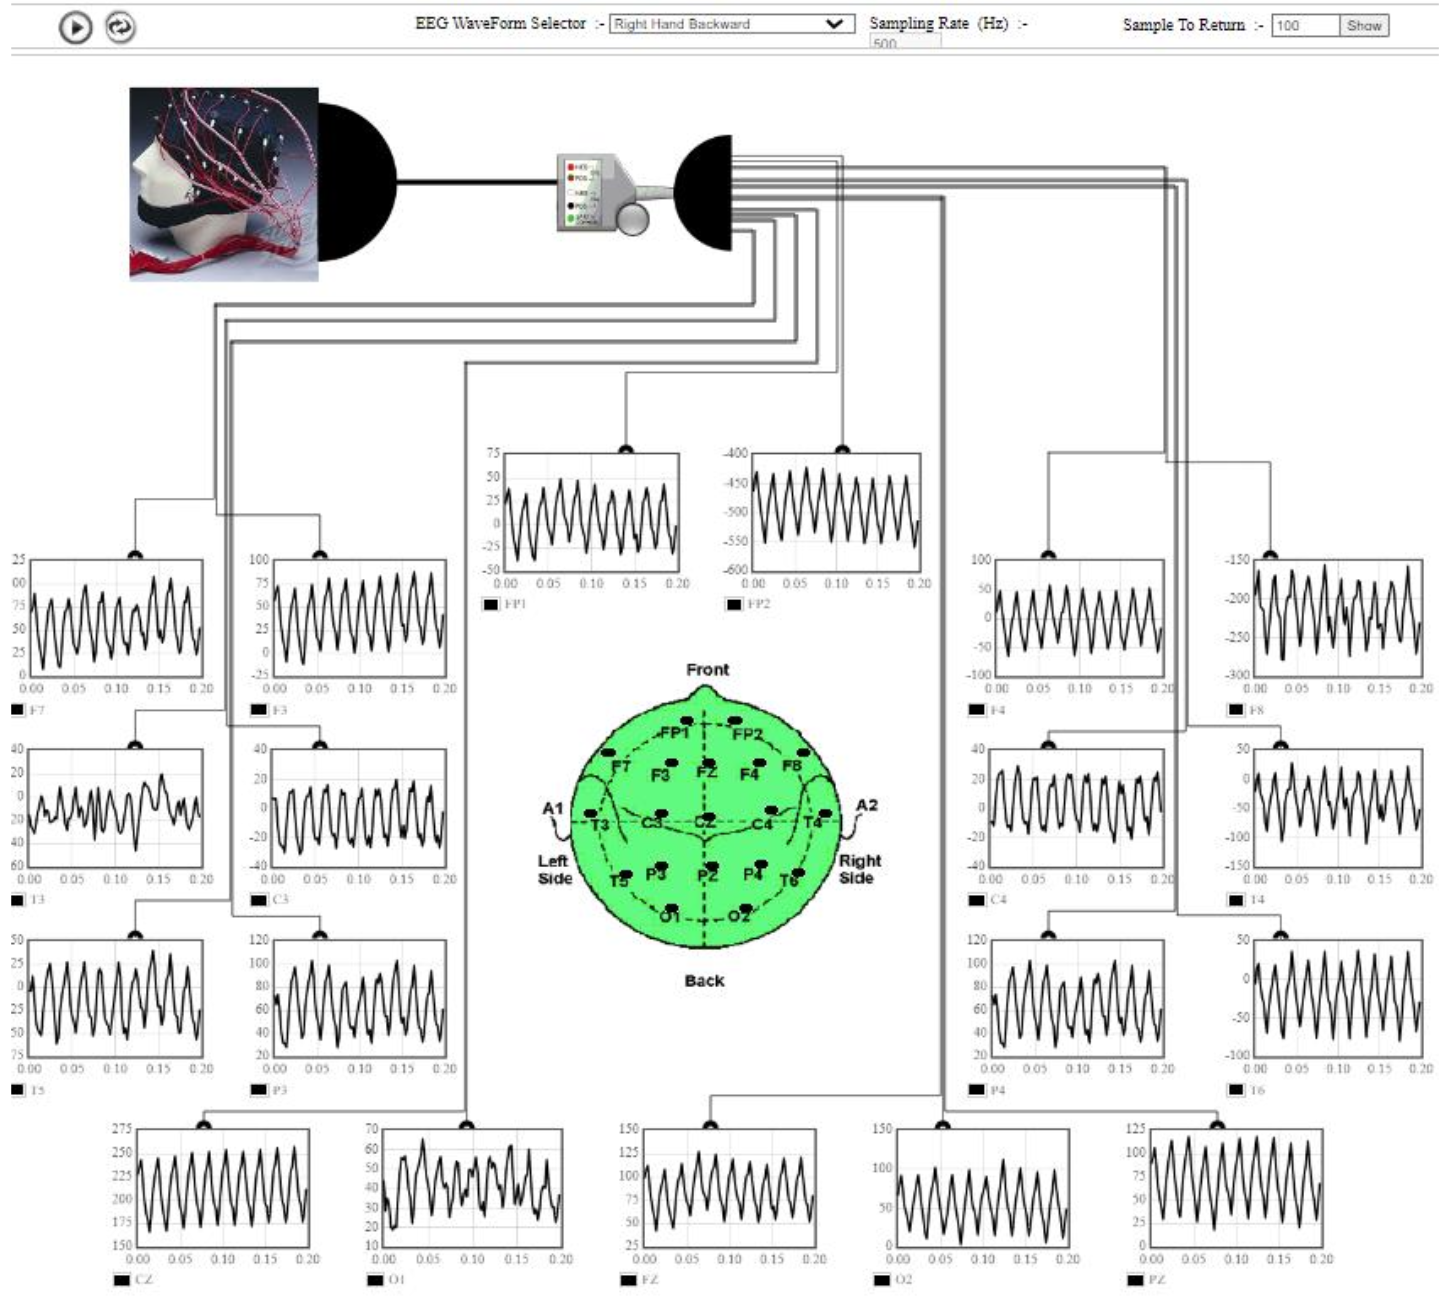 EEG WaveForm Selector :- Right Hand Backward Sampling Rate (Hz) :- Sample To Return :- 100 Show
500
75 -400
50 -450
25 -500
0 -550
-25
-50 -600
0.00 0.05 0.10 0.15 0.20 0.00 0.05 0.10 0.15 0.20
FP1 FP2
25 100 100 -150
00 75 50 -200
75 50 0 -250
50 25 -50 -300
25 0 -100
0 -25
0.00 0.05 0.10 0.15 0.20 0.00 0.05 0.10 0.15 0.20 0.00 0.05 0.10 0.15 0.20 0.00 0.05 0.10 0.15 0.20
F7 F3 F4 F8
Front
FP1 FP2
F7 F3 FZ F4 F8
A1 T3 C3 CZ C4 T4 A2
Left Side Right Side
T5 P3 PZ P4 T6
O1 O2
Back
40 40 40 50
20 20 20 0
0 0 0 -50
20 -20 -20 -100
40 -40 -40 -150
60
0.00 0.05 0.10 0.15 0.20 0.00 0.05 0.10 0.15 0.20 0.00 0.05 0.10 0.15 0.20 0.00 0.05 0.10 0.15 0.20
T3 C3 C4 T4
50 120 120 50
25 100 100 0
0 80 80 -50
25 60 60 -100
50 40 40
75 20 20
0.00 0.05 0.10 0.15 0.20 0.00 0.05 0.10 0.15 0.20 0.00 0.05 0.10 0.15 0.20 0.00 0.05 0.10 0.15 0.20
T5 P3 P4 T6
275 70 150 150 125
250 60 125 100 100
225 50 100 50 75
200 40 75 0 50
175 30 50 25
150 20 25 0
10
0.00 0.05 0.10 0.15 0.20 0.00 0.05 0.10 0.15 0.20 0.00 0.05 0.10 0.15 0.20 0.00 0.05 0.10 0.15 0.20 0.00 0.05 0.10 0.15 0.20
CZ O1 FZ O2 PZ